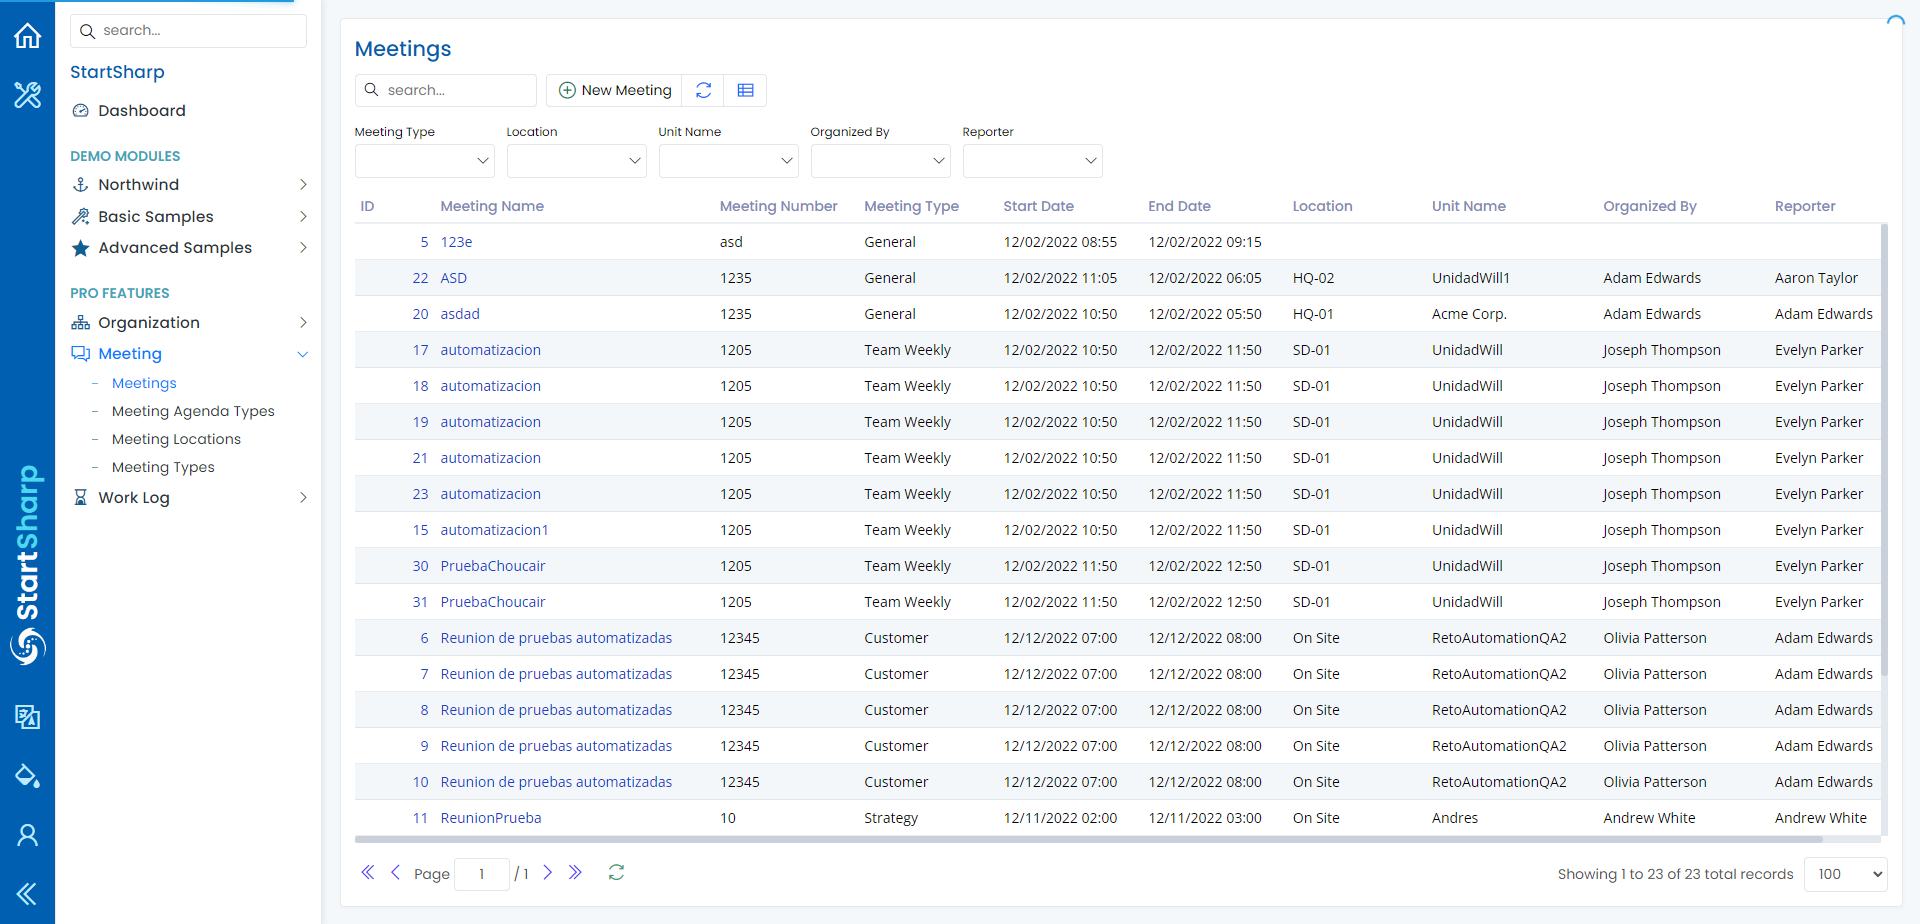 search...
StartSharp
Dashboard
DEMO MODULES
Northwind
Basic Samples
Advanced Samples
PRO FEATURES
Organization
Meeting
- Meetings
- Meeting Agenda Types
- Meeting Locations
- Meeting Types
Work Log
StartSharp
Meetings
search...
New Meeting
Meeting Type Location Unit Name Organized By Reporter
ID Meeting Name Meeting Number Meeting Type Start Date End Date Location Unit Name Organized By Reporter
5 123e asd General 12/02/2022 08:55 12/02/2022 09:15
22 ASD 1235 General 12/02/2022 11:05 12/02/2022 06:05 HQ-02 UnidadWill1 Adam Edwards Aaron Taylor
20 asdad 1235 General 12/02/2022 10:50 12/02/2022 05:50 HQ-01 Acme Corp. Adam Edwards Adam Edwards
17 automatizacion 1205 Team Weekly 12/02/2022 10:50 12/02/2022 11:50 SD-01 UnidadWill Joseph Thompson Evelyn Parker
18 automatizacion 1205 Team Weekly 12/02/2022 10:50 12/02/2022 11:50 SD-01 UnidadWill Joseph Thompson Evelyn Parker
19 automatizacion 1205 Team Weekly 12/02/2022 10:50 12/02/2022 11:50 SD-01 UnidadWill Joseph Thompson Evelyn Parker
21 automatizacion 1205 Team Weekly 12/02/2022 10:50 12/02/2022 11:50 SD-01 UnidadWill Joseph Thompson Evelyn Parker
23 automatizacion 1205 Team Weekly 12/02/2022 10:50 12/02/2022 11:50 SD-01 UnidadWill Joseph Thompson Evelyn Parker
15 automatizacion1 1205 Team Weekly 12/02/2022 10:50 12/02/2022 11:50 SD-01 UnidadWill Joseph Thompson Evelyn Parker
30 PruebaChoucair 1205 Team Weekly 12/02/2022 11:50 12/02/2022 12:50 SD-01 UnidadWill Joseph Thompson Evelyn Parker
31 PruebaChoucair 1205 Team Weekly 12/02/2022 11:50 12/02/2022 12:50 SD-01 UnidadWill Joseph Thompson Evelyn Parker
6 Reunion de pruebas automatizadas 12345 Customer 12/12/2022 07:00 12/12/2022 08:00 On Site RetoAutomationQA2 Olivia Patterson Adam Edwards
7 Reunion de pruebas automatizadas 12345 Customer 12/12/2022 07:00 12/12/2022 08:00 On Site RetoAutomationQA2 Olivia Patterson Adam Edwards
8 Reunion de pruebas automatizadas 12345 Customer 12/12/2022 07:00 12/12/2022 08:00 On Site RetoAutomationQA2 Olivia Patterson Adam Edwards
9 Reunion de pruebas automatizadas 12345 Customer 12/12/2022 07:00 12/12/2022 08:00 On Site RetoAutomationQA2 Olivia Patterson Adam Edwards
10 Reunion de pruebas automatizadas 12345 Customer 12/12/2022 07:00 12/12/2022 08:00 On Site RetoAutomationQA2 Olivia Patterson Adam Edwards
11 ReunionPrueba 10 Strategy 12/11/2022 02:00 12/11/2022 03:00 On Site Andres Andrew White Andrew White
Page 1 / 1
Showing 1 to 23 of 23 total records 100